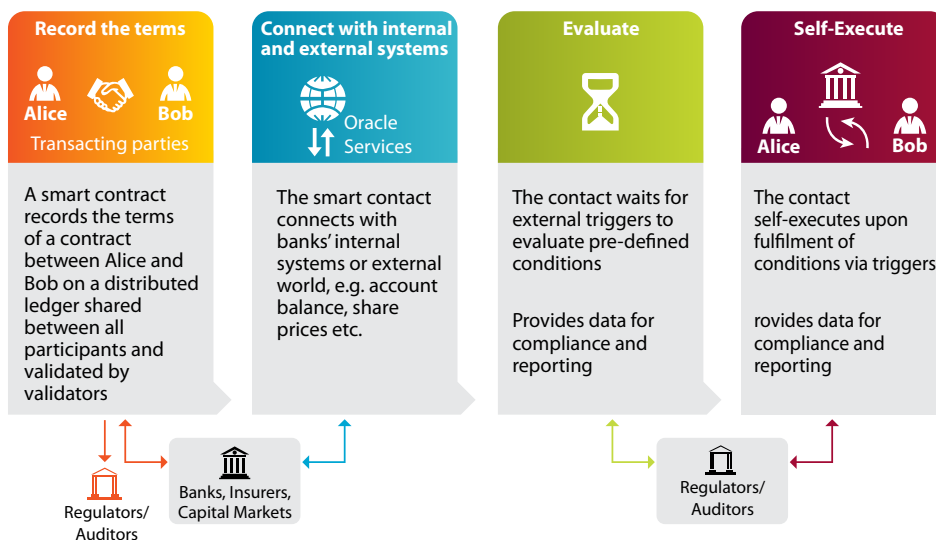 Record the terms
Alice
Bob
Transacting parties
A smart contract
records the terms
of a contract
between Alice and
Bob on a distributed
ledger shared
between all
participants and
validated by
validators
Connect with internal
and external systems
Oracle
Services
The smart contact
connects with
banks’ internal
systems or external
world, e.g. account
balance, share
prices etc.
Evaluate
The contact waits for
external triggers to
evaluate pre-defined
conditions
Provides data for
compliance and
reporting
Self-Execute
Alice
Bob
The contact
self-executes upon
fulfilment of
conditions via triggers
rovides data for
compliance and
reporting
Regulators/
Auditors
Banks, Insurers,
Capital Markets
Regulators/
Auditors